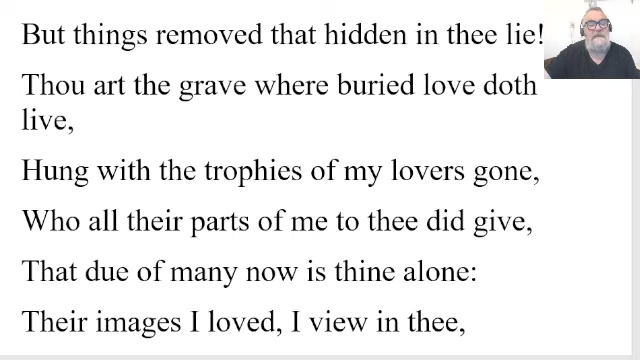 But things removed that hidden in thee lie!
Thou art the grave where buried love doth
live,
Hung with the trophies of my lovers gone,
Who all their parts of me to thee did give,
That due of many now is thine alone:
Their images I loved, I view in thee,